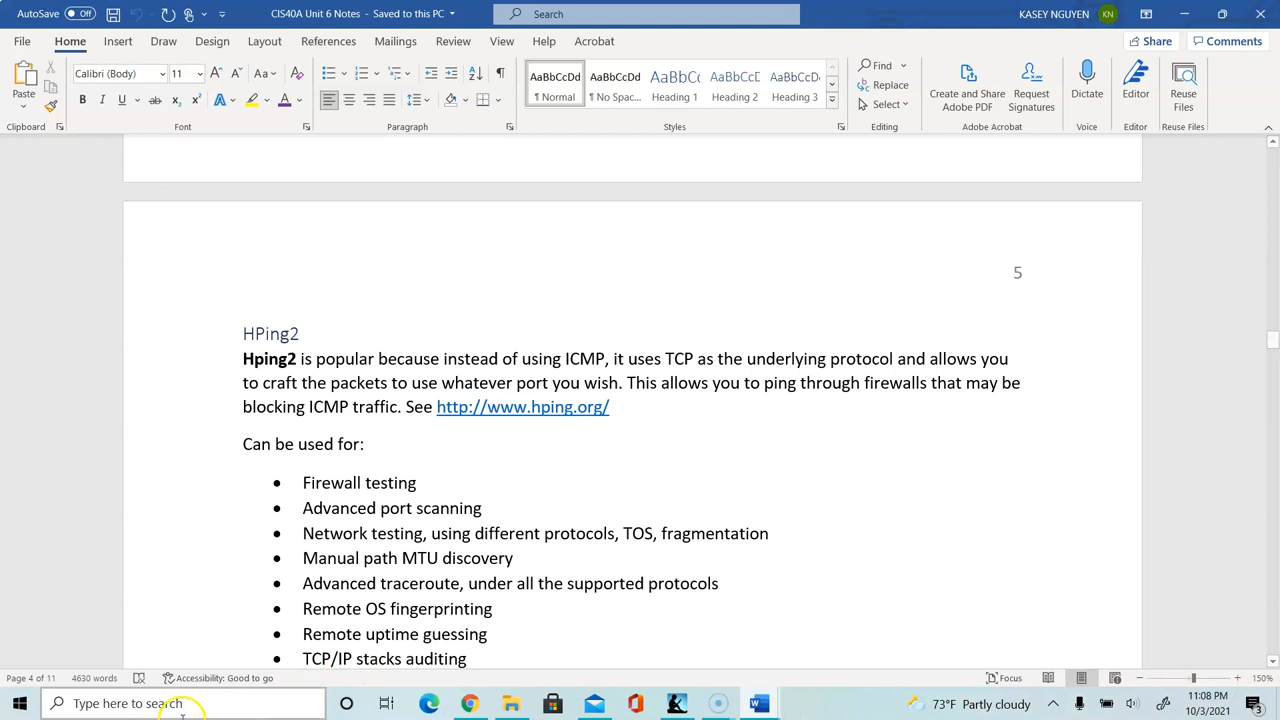 AutoSave Off CIS40A Unit 6 Notes - Saved to this PC Search KASEY NGUYEN KN
File Home Insert Draw Design Layout References Mailings Review View Help Acrobat Share Comments
Paste Calibri (Body) 11 Aa AaBbCcDd AaBbCcDd AaBbC AaBbCcD AaBbCcD Find Replace Select
¶ Normal ¶ No Spac... Heading 1 Heading 2 Heading 3
Create and Share Adobe PDF Request Signatures Dictate Editor Reuse Files
Clipboard Font Paragraph Styles Editing Adobe Acrobat Voice Editor Reuse Files
5
HPing2
Hping2 is popular because instead of using ICMP, it uses TCP as the underlying protocol and allows you
to craft the packets to use whatever port you wish. This allows you to ping through firewalls that may be
blocking ICMP traffic. See http://www.hping.org/
Can be used for:
• Firewall testing
• Advanced port scanning
• Network testing, using different protocols, TOS, fragmentation
• Manual path MTU discovery
• Advanced traceroute, under all the supported protocols
• Remote OS fingerprinting
• Remote uptime guessing
• TCP/IP stacks auditing
Page 4 of 11 4630 words Accessibility: Good to go Focus 150%
Type here to search 73°F Partly cloudy 11:08 PM
10/3/2021 3